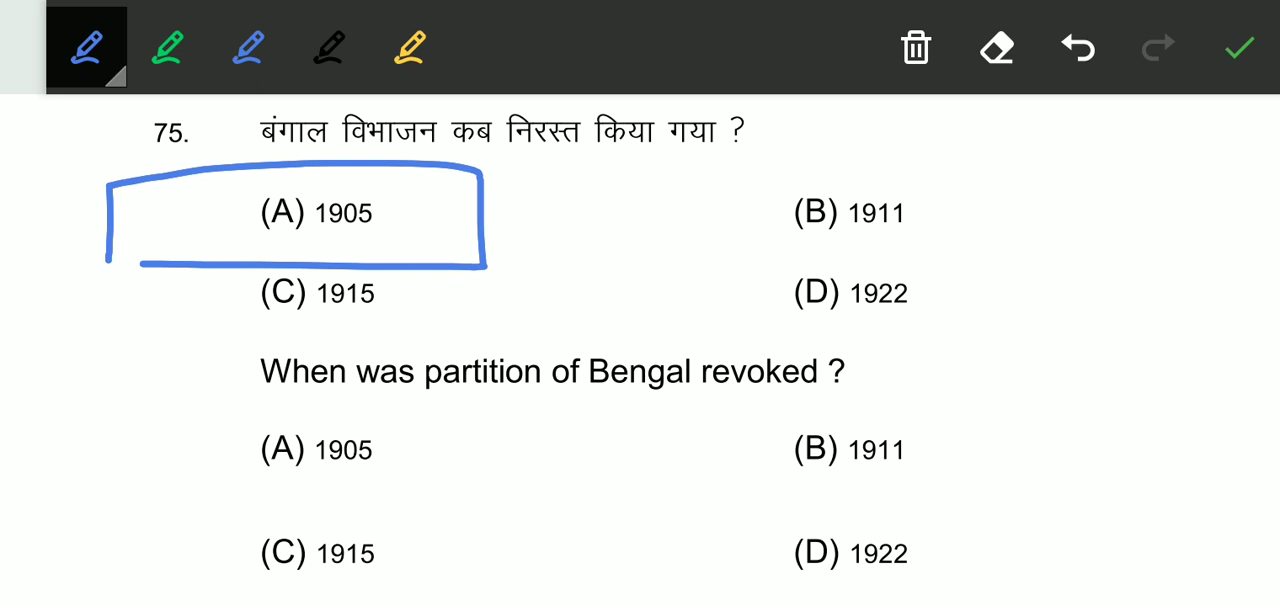 75. बंगाल विभाजन कब निरस्त किया गया ?
(A) 1905 (B) 1911
(C) 1915 (D) 1922
When was partition of Bengal revoked ?
(A) 1905 (B) 1911
(C) 1915 (D) 1922